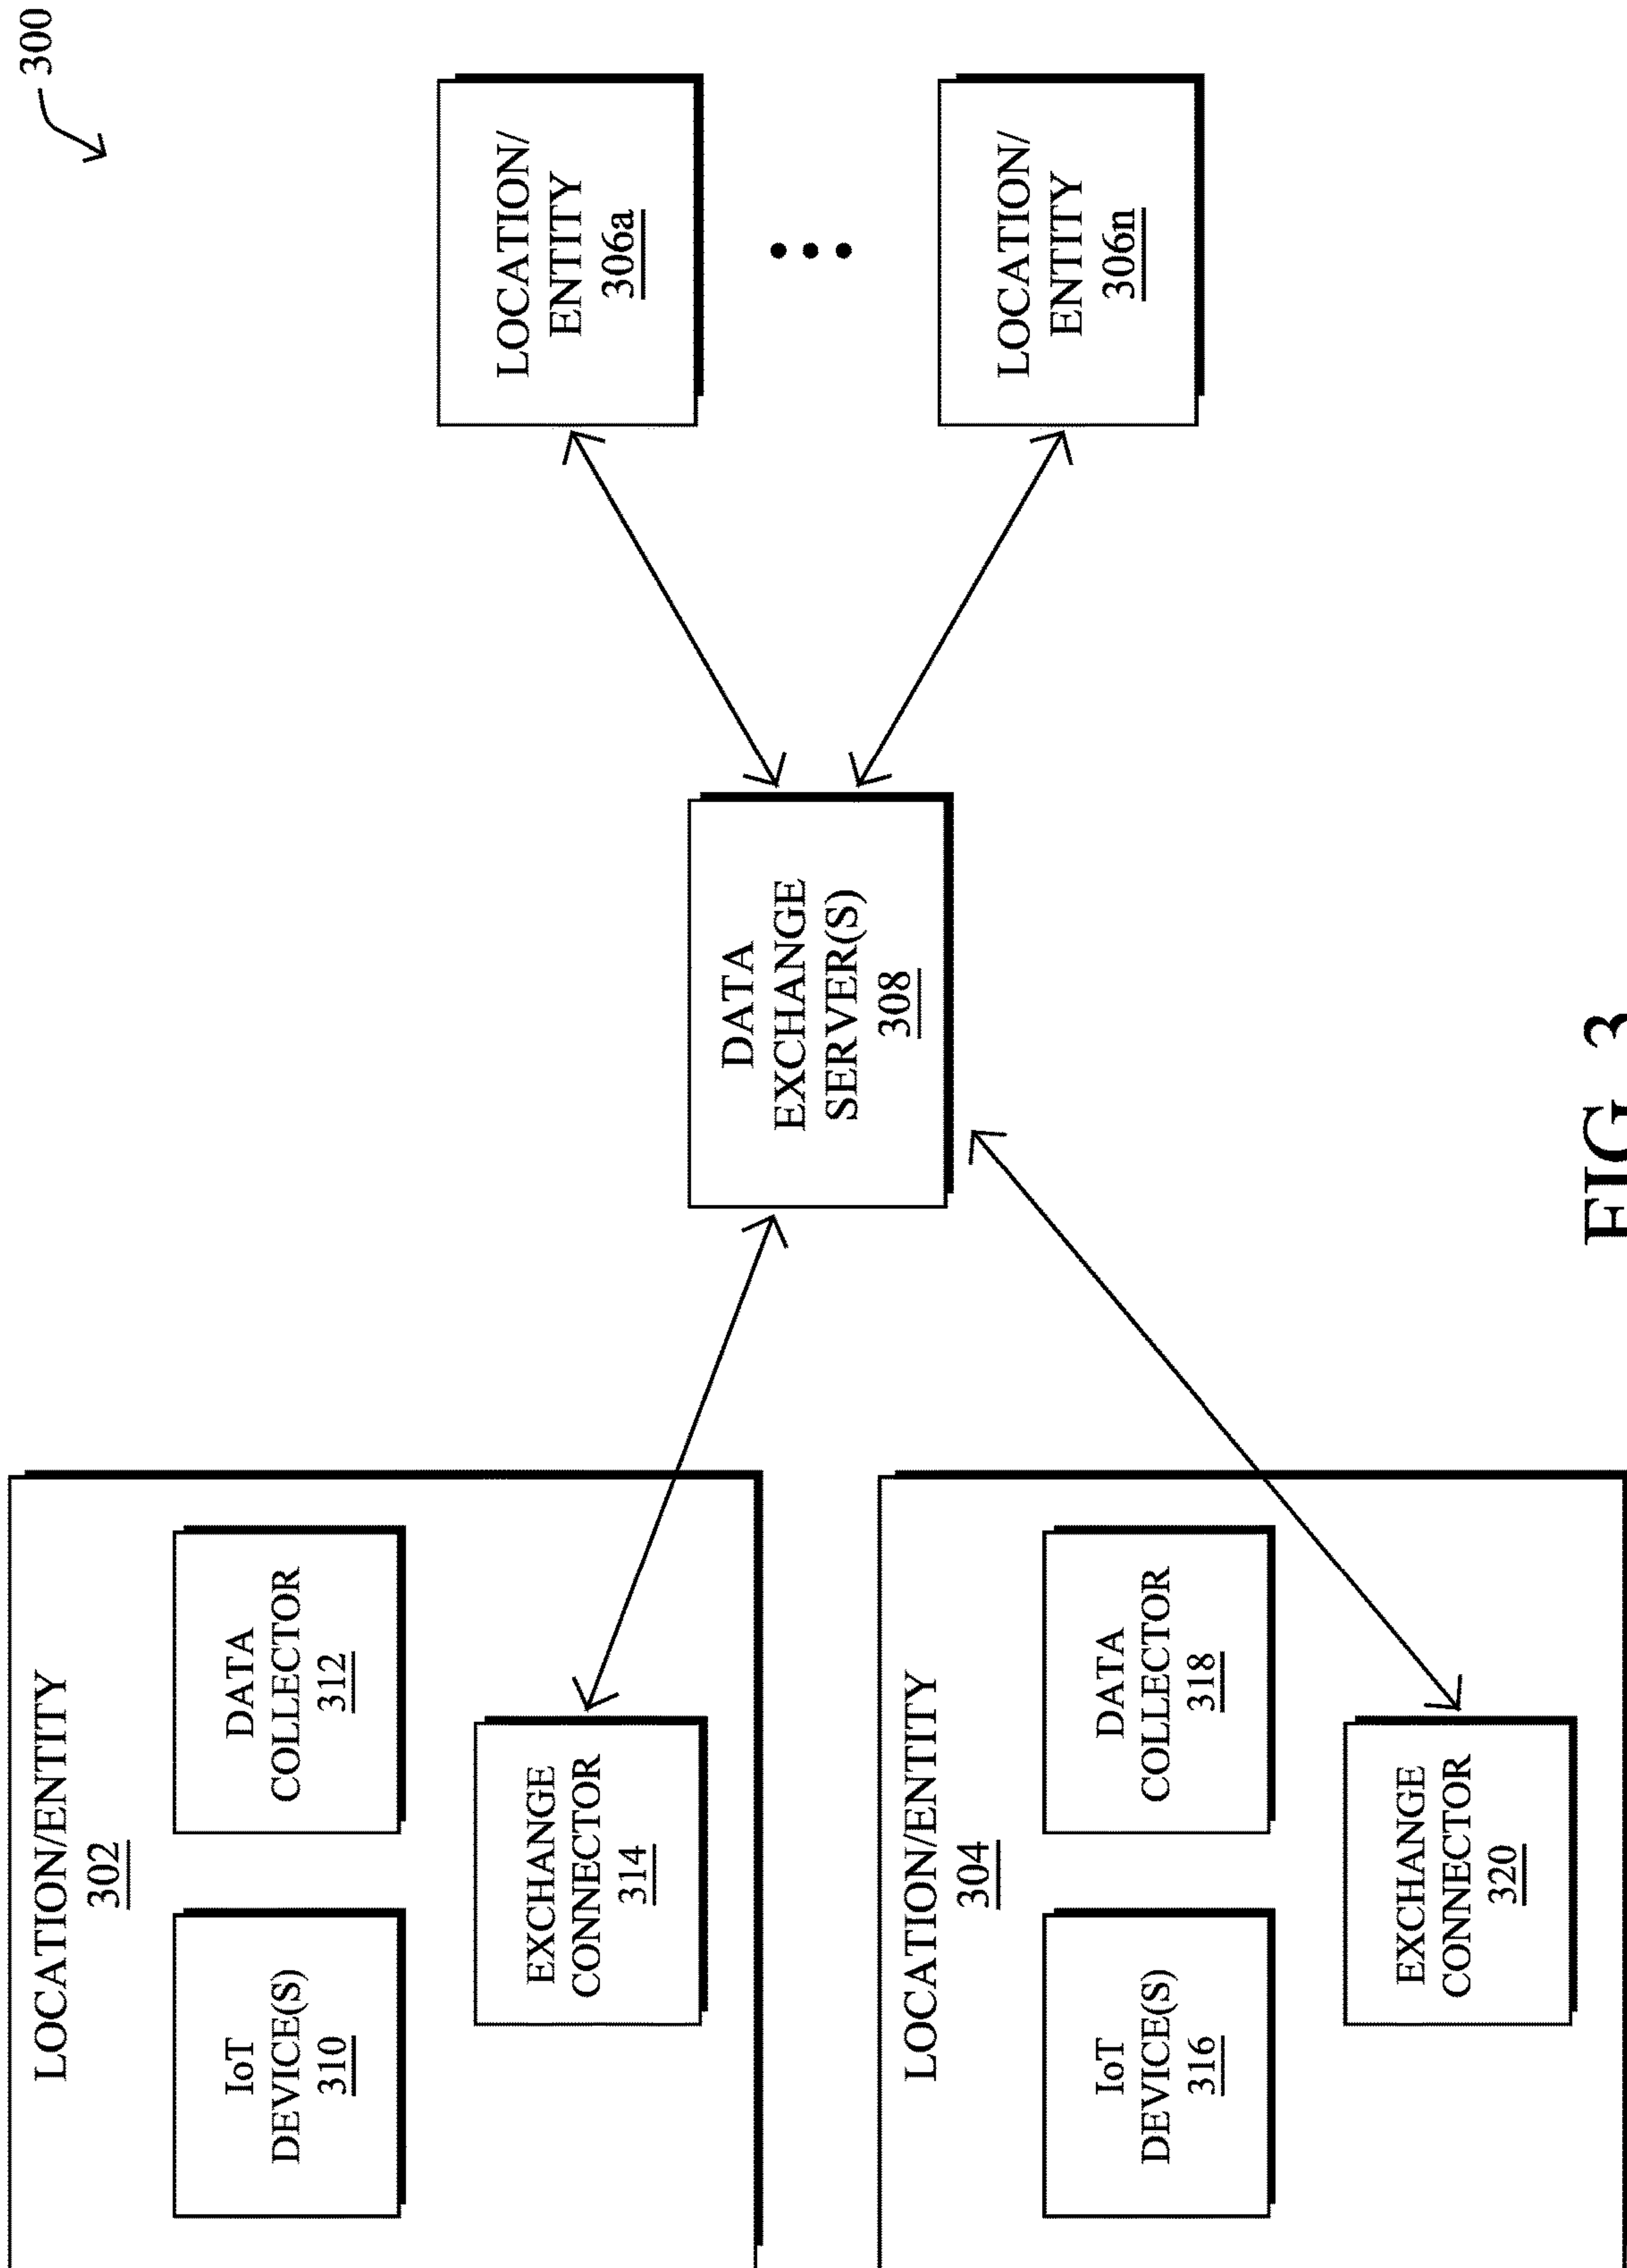 300
LOCATION/ENTITY
302
IoT
DEVICE(S)
310
DATA
COLLECTOR
312
EXCHANGE
CONNECTOR
314
LOCATION/ENTITY
304
IoT
DEVICE(S)
316
DATA
COLLECTOR
318
EXCHANGE
CONNECTOR
320
DATA
EXCHANGE
SERVER(S)
308
LOCATION/
ENTITY
306a
LOCATION/
ENTITY
306n
FIG. 3